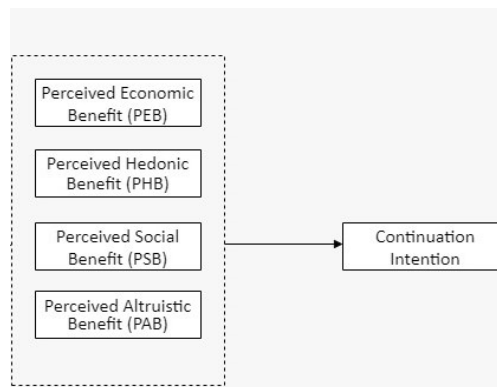 Perceived Economic
Benefit (PEB)
Perceived Hedonic
Benefit (PHB)
Perceived Social
Benefit (PSB)
Perceived Altruistic
Benefit (PAB)
Continuation
Intention